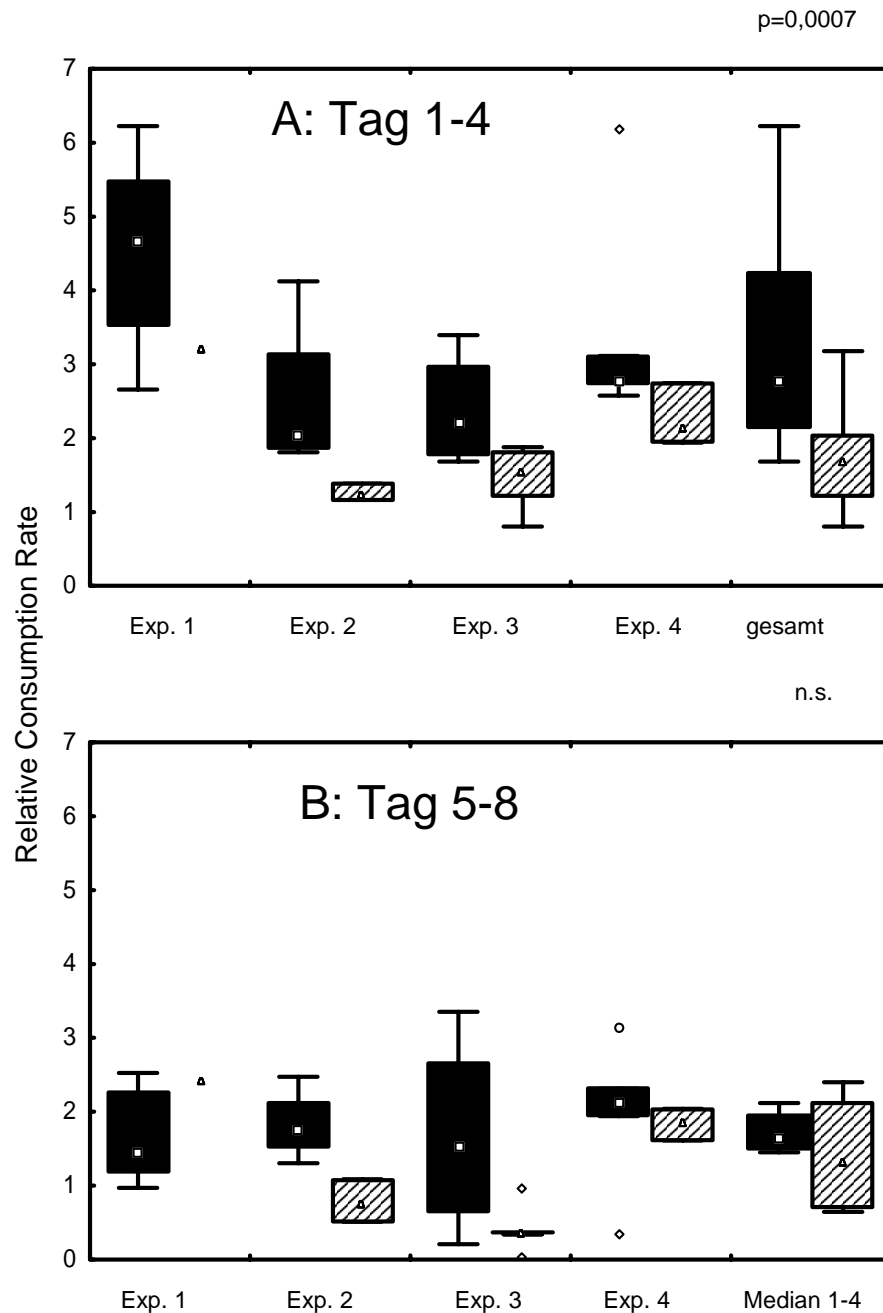 p=0,0007
7
A: Tag 1-4
6
5
4
3
2
1
0
Exp. 1 Exp. 2 Exp. 3 Exp. 4 gesamt
Relative Consumption Rate
n.s.
7
B: Tag 5-8
6
5
4
3
2
1
0
Exp. 1 Exp. 2 Exp. 3 Exp. 4 Median 1-4